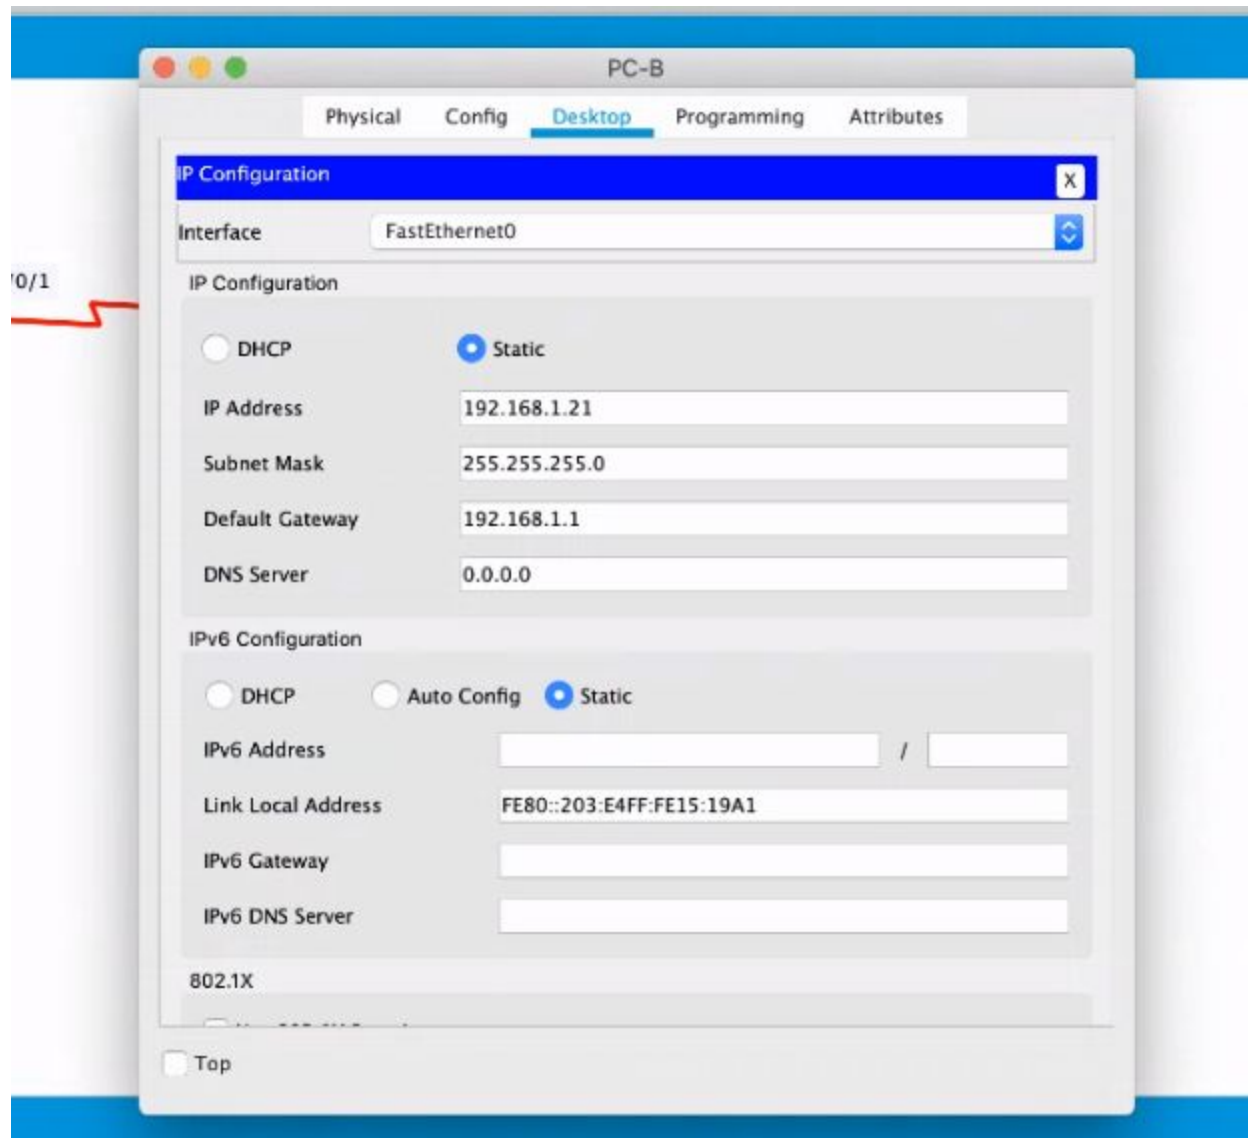 PC-B
Physical Config Desktop Programming Attributes
IP Configuration X
Interface FastEthernet0
/0/1
IP Configuration
DHCP Static
IP Address 192.168.1.21
Subnet Mask 255.255.255.0
Default Gateway 192.168.1.1
DNS Server 0.0.0.0
IPv6 Configuration
DHCP Auto Config Static
IPv6 Address /
Link Local Address FE80::203:E4FF:FE15:19A1
IPv6 Gateway
IPv6 DNS Server
802.1X
Top